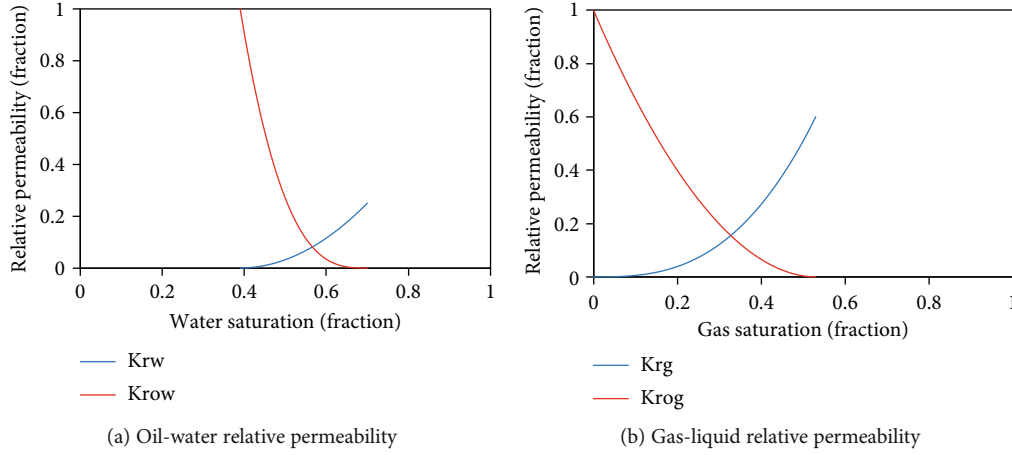 Relative permeability (fraction)
1
0.8
0.6
0.4
0.2
0
0 0.2 0.4 0.6 0.8 1
Water saturation (fraction)
Krw
Krow
(a) Oil-water relative permeability
Relative permeability (fraction)
1
0.8
0.6
0.4
0.2
0
0 0.2 0.4 0.6 0.8 1
Gas saturation (fraction)
Krg
Krog
(b) Gas-liquid relative permeability